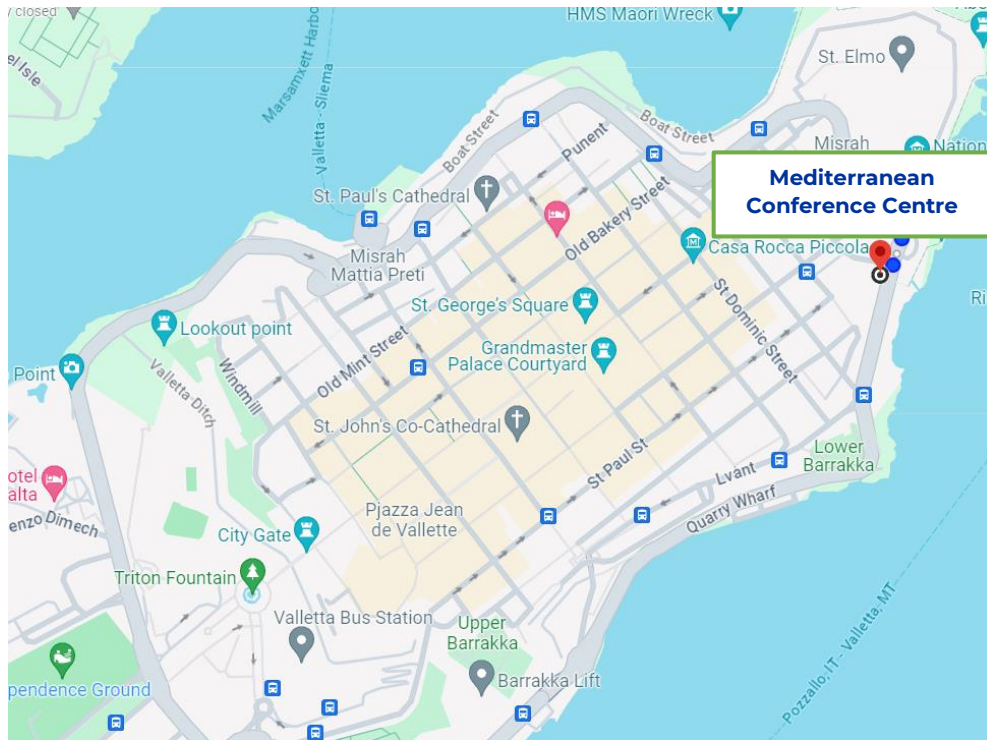 y closed
HMS Maori Wreck
el Isle
Marsamxett Harbo
Valletta - Sliema
St. Elmo
Boat Street
Boat Street
Punent
Misrah
Nation
Mediterranean
Conference Centre
St. Paul's Cathedral
Old Bakery Street
Casa Rocca Piccola
Misrah
Mattia Preti
St. George's Square
St Dominic Street
Ri
Lookout point
Old Mint Street
Grandmaster
Palace Courtyard
Point
Valletta Ditch
Windmill
St. John's Co-Cathedral
St Paul St
Lvant
Lower
Barrakka
Quarry Wharf
otel
alta
enzo Dimech
Pjazza Jean
de Vallette
City Gate
Triton Fountain
Valletta Bus Station
Upper
Barrakka
Barrakka Lift
pendence Ground
Pozzallo, IT - Valletta, MT